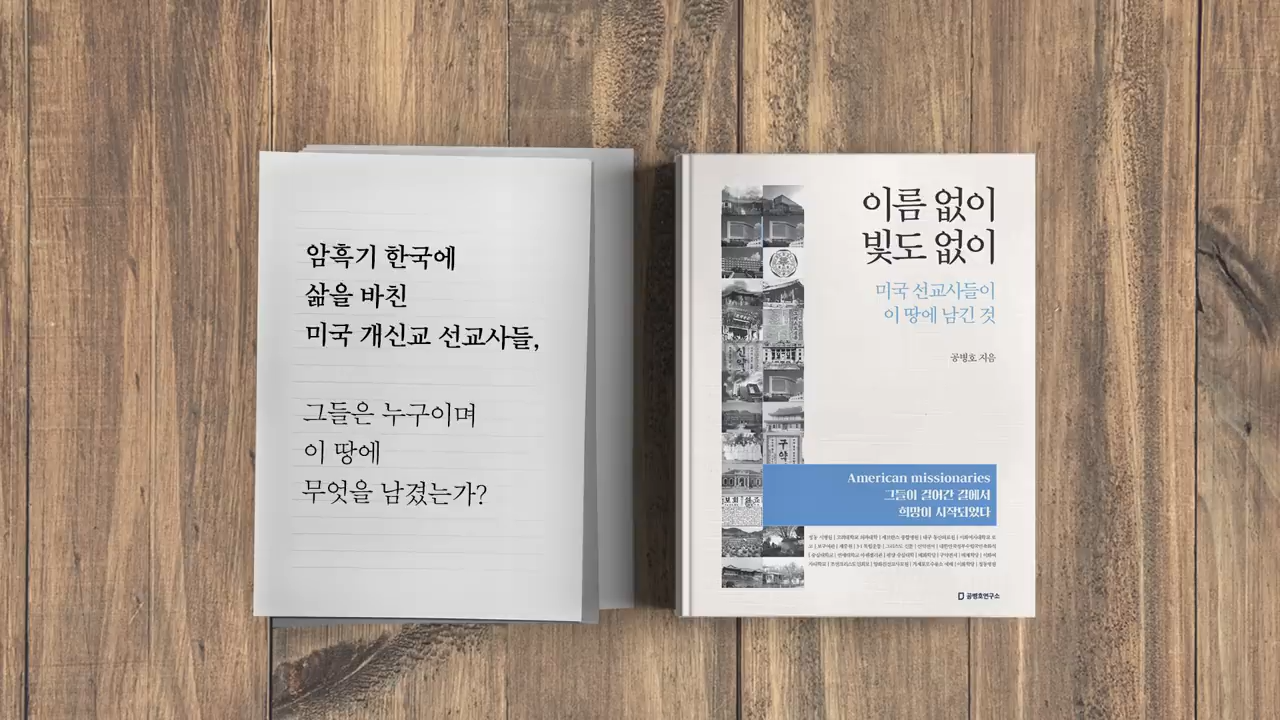 암흑기 한국에
삶을 바친
미국 개신교 선교사들,
그들은 누구이며
이 땅에
무엇을 남겼는가?
이름 없이
빛도 없이
미국 선교사들이
이 땅에 남긴 것
공병호 지음
신약
구약
American missionaries
그들이 걸어간 길에서
희망이 시작되었다
공병호연구소